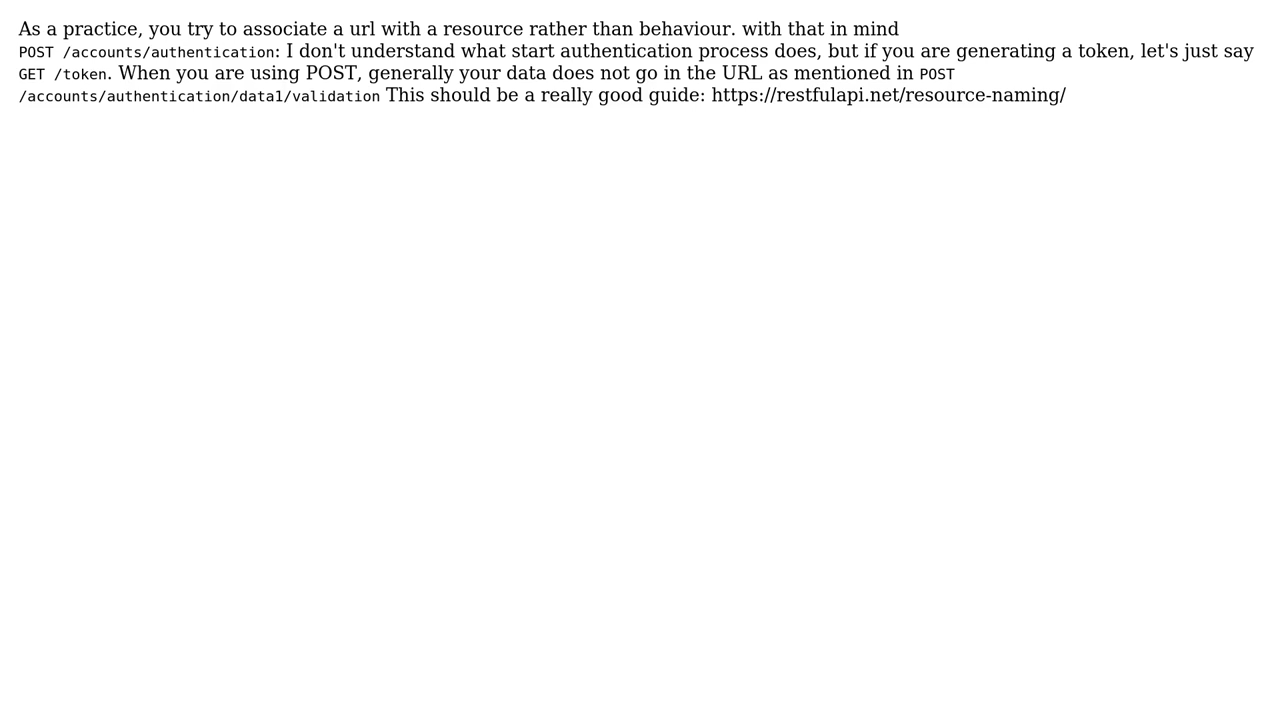 As a practice, you try to associate a url with a resource rather than behaviour. with that in mind
POST /accounts/authentication: I don't understand what start authentication process does, but if you are generating a token, let's just say
GET /token. When you are using POST, generally your data does not go in the URL as mentioned in POST
/accounts/authentication/data1/validation This should be a really good guide: https://restfulapi.net/resource-naming/